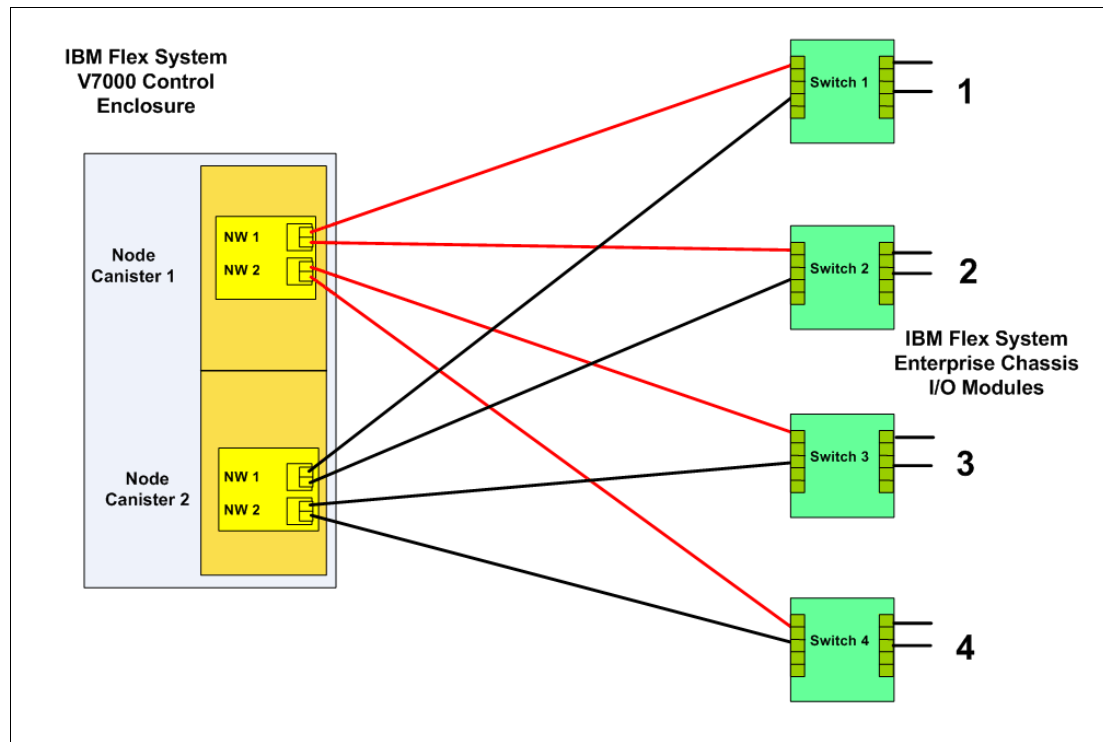 IBM Flex System
V7000 Control
Enclosure
Node
Canister 1
NW 1
NW 2
Node
Canister 2
NW 1
NW 2
Switch 1
1
Switch 2
2
IBM Flex System
Enterprise Chassis
I/O Modules
Switch 3
3
Switch 4
4